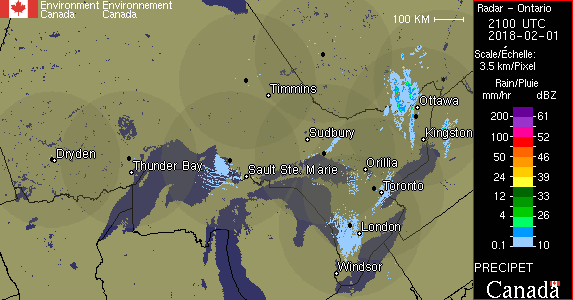 Environment Environnement
Canada Canada
Radar - Ontario
2100 UTC
2018-02-01
100 KM
Scale/Échelle:
3.5 km/Pixel
Rain/Pluie
mm/hr dBZ
200 61
100 52
50 46
24 39
12 33
4 26
0.1 10
PRECIPET
Canada
Timmins
Ottawa
Sudbury
Kingston
Dryden
Thunder Bay
Sault Ste. Marie
Orillia
Toronto
London
Windsor